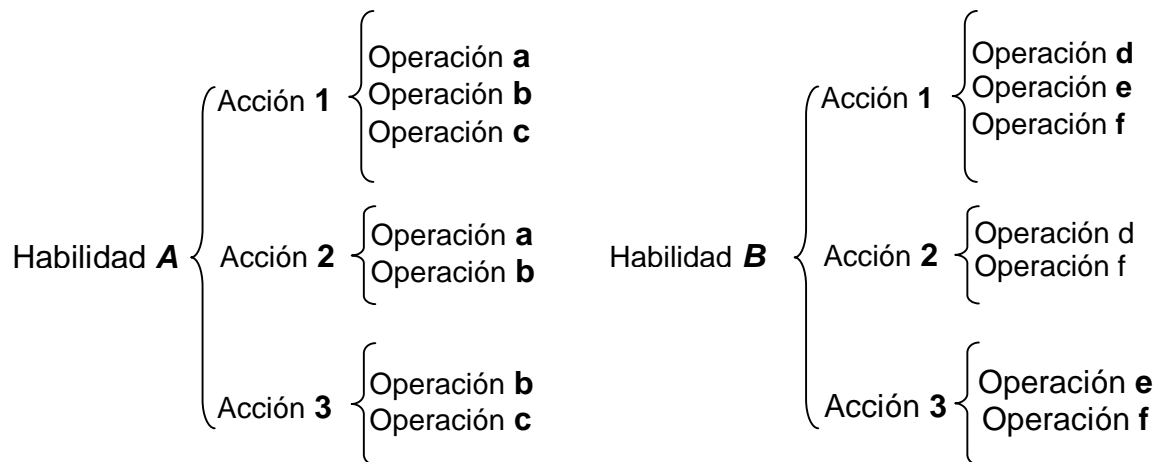 Habilidad A
Acción 1
Operación a
Operación b
Operación c
Acción 2
Operación a
Operación b
Acción 3
Operación b
Operación c
Habilidad B
Acción 1
Operación d
Operación e
Operación f
Acción 2
Operación d
Operación f
Acción 3
Operación e
Operación f